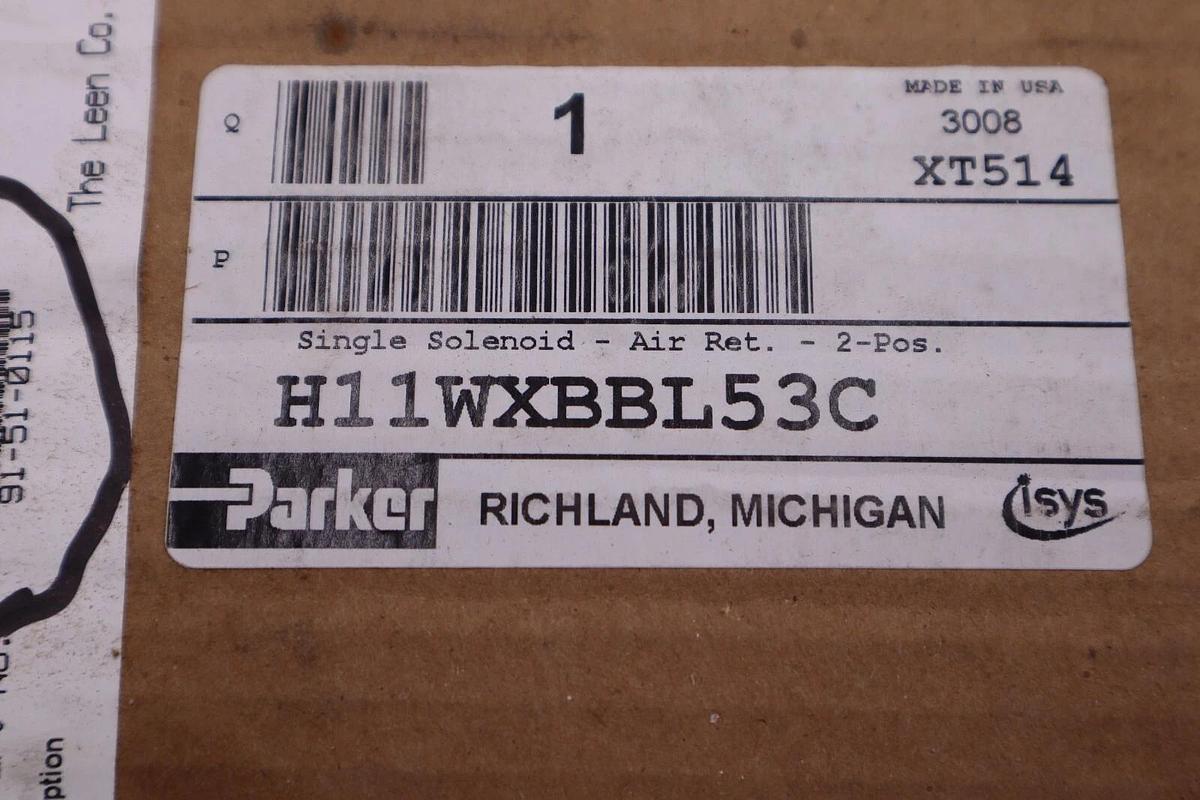 The Leen Co.
91-51-0115
ption
Q
1
MADE IN USA
3008
XT514
P
Single Solenoid - Air Ret. - 2-Pos.
H11WXBBL53C
Parker
RICHLAND, MICHIGAN
isys